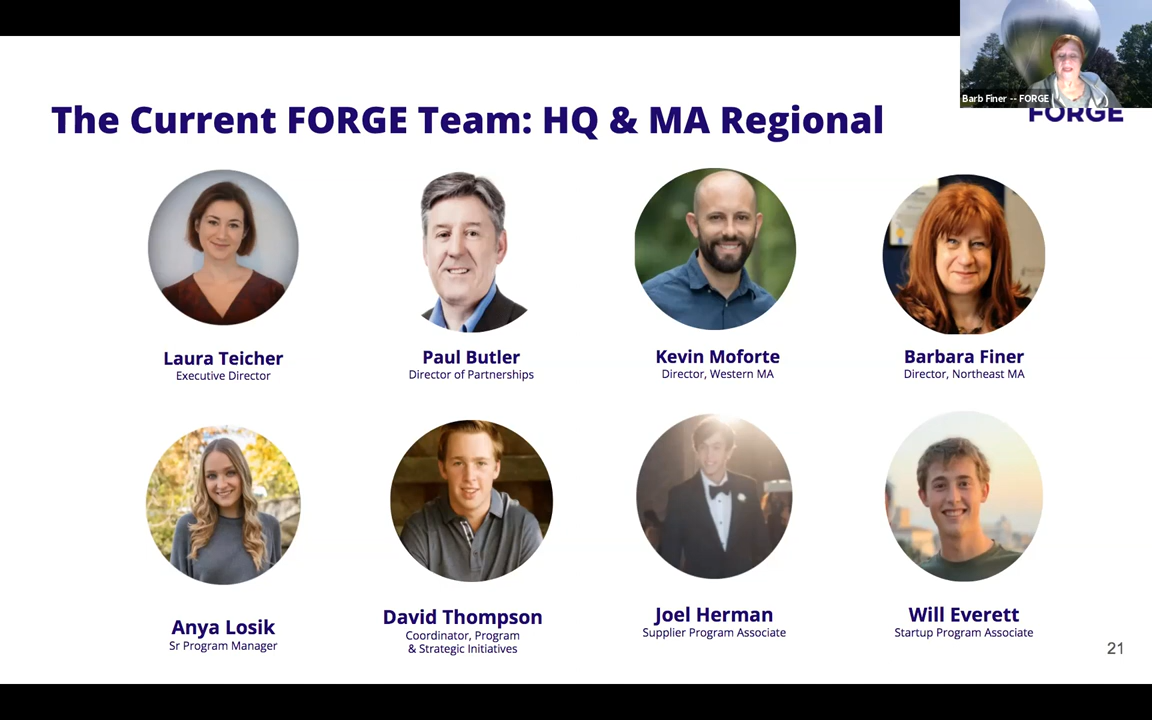 Barb Finer -- FORGE
FORGE
The Current FORGE Team: HQ & MA Regional
Laura Teicher
Executive Director
Paul Butler
Director of Partnerships
Kevin Moforte
Director, Western MA
Barbara Finer
Director, Northeast MA
Anya Losik
Sr Program Manager
David Thompson
Coordinator, Program
& Strategic Initiatives
Joel Herman
Supplier Program Associate
Will Everett
Startup Program Associate
21